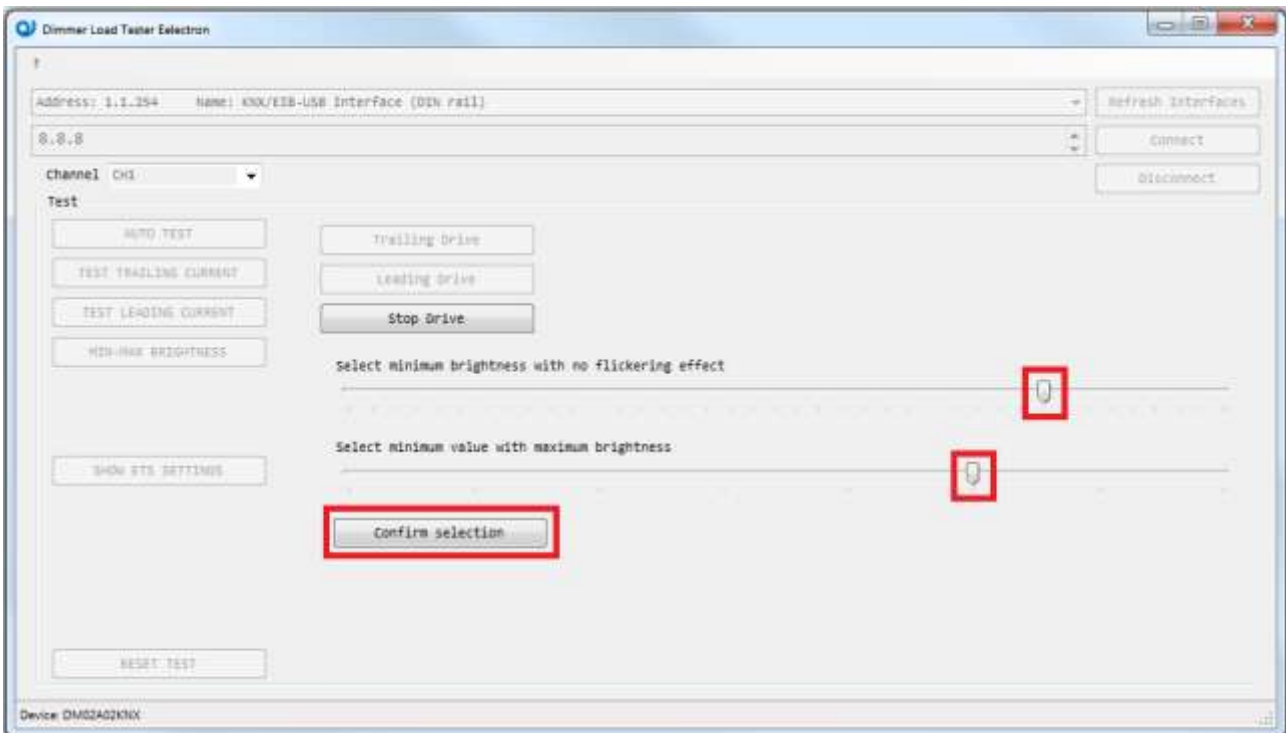 Dimmer Load Tester Eelectron
?
Address: 1.1.254 Name: KNX/EIB-USB Interface (DIN rail)
Refresh Interfaces
8.8.8
Connect
Channel CH1
Disconnect
Test
AUTO TEST
Trailing Drive
TEST TRAILING CURRENT
Leading Drive
TEST LEADING CURRENT
Stop Drive
MIN-MAX BRIGHTNESS
Select minimum brightness with no flickering effect
Select minimum value with maximum brightness
SHOW ETS SETTINGS
Confirm selection
RESET TEST
Device: DM02A02KNX